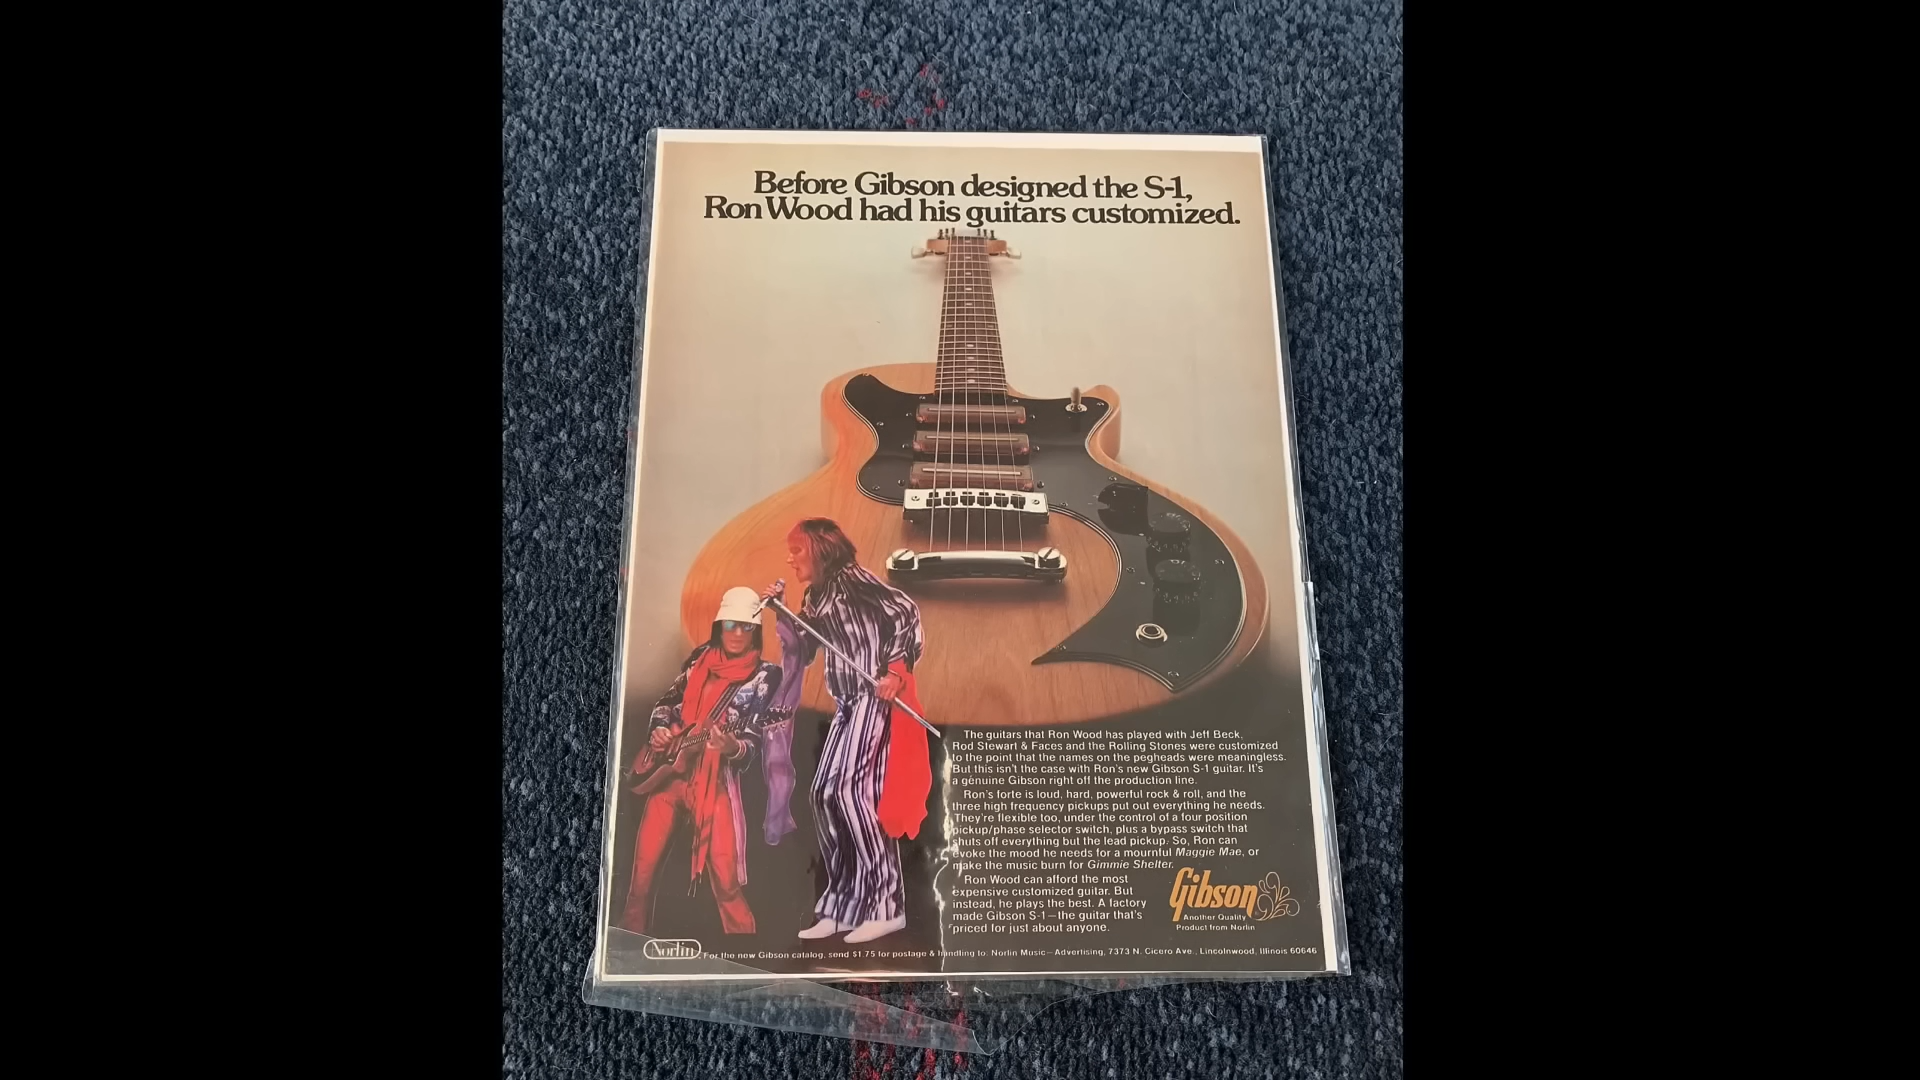 Before Gibson designed the S-1,
Ron Wood had his guitars customized.
The guitars that Ron Wood has played with Jeff Beck,
Rod Stewart & Faces and the Rolling Stones were customized
to the point that the names on the pegheads were meaningless.
But this isn't the case with Ron's new Gibson S-1 guitar. It's
a genuine Gibson right off the production line.
Ron's forte is loud, hard, powerful rock & roll, and the
three high frequency pickups put out everything he needs.
They're flexible too, under the control of a four position
pickup/phase selector switch, plus a bypass switch that
shuts off everything but the lead pickup. So, Ron can
evoke the mood he needs for a mournful Maggie Mae, or
make the music burn for Gimmie Shelter.
Ron Wood can afford the most
expensive customized guitar. But
instead, he plays the best. A factory
made Gibson S-1—the guitar that's
priced for just about anyone.
Gibson
Another Quality
Product from Norlin
Norlin
For the new Gibson catalog, send $1.75 for postage & handling to: Norlin Music—Advertising, 7373 N. Cicero Ave., Lincolnwood, Illinois 60646